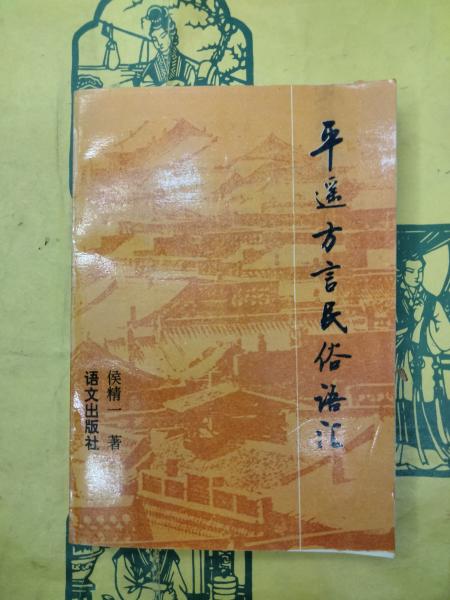 平遥方言民俗语汇
侯精一 著
语文出版社